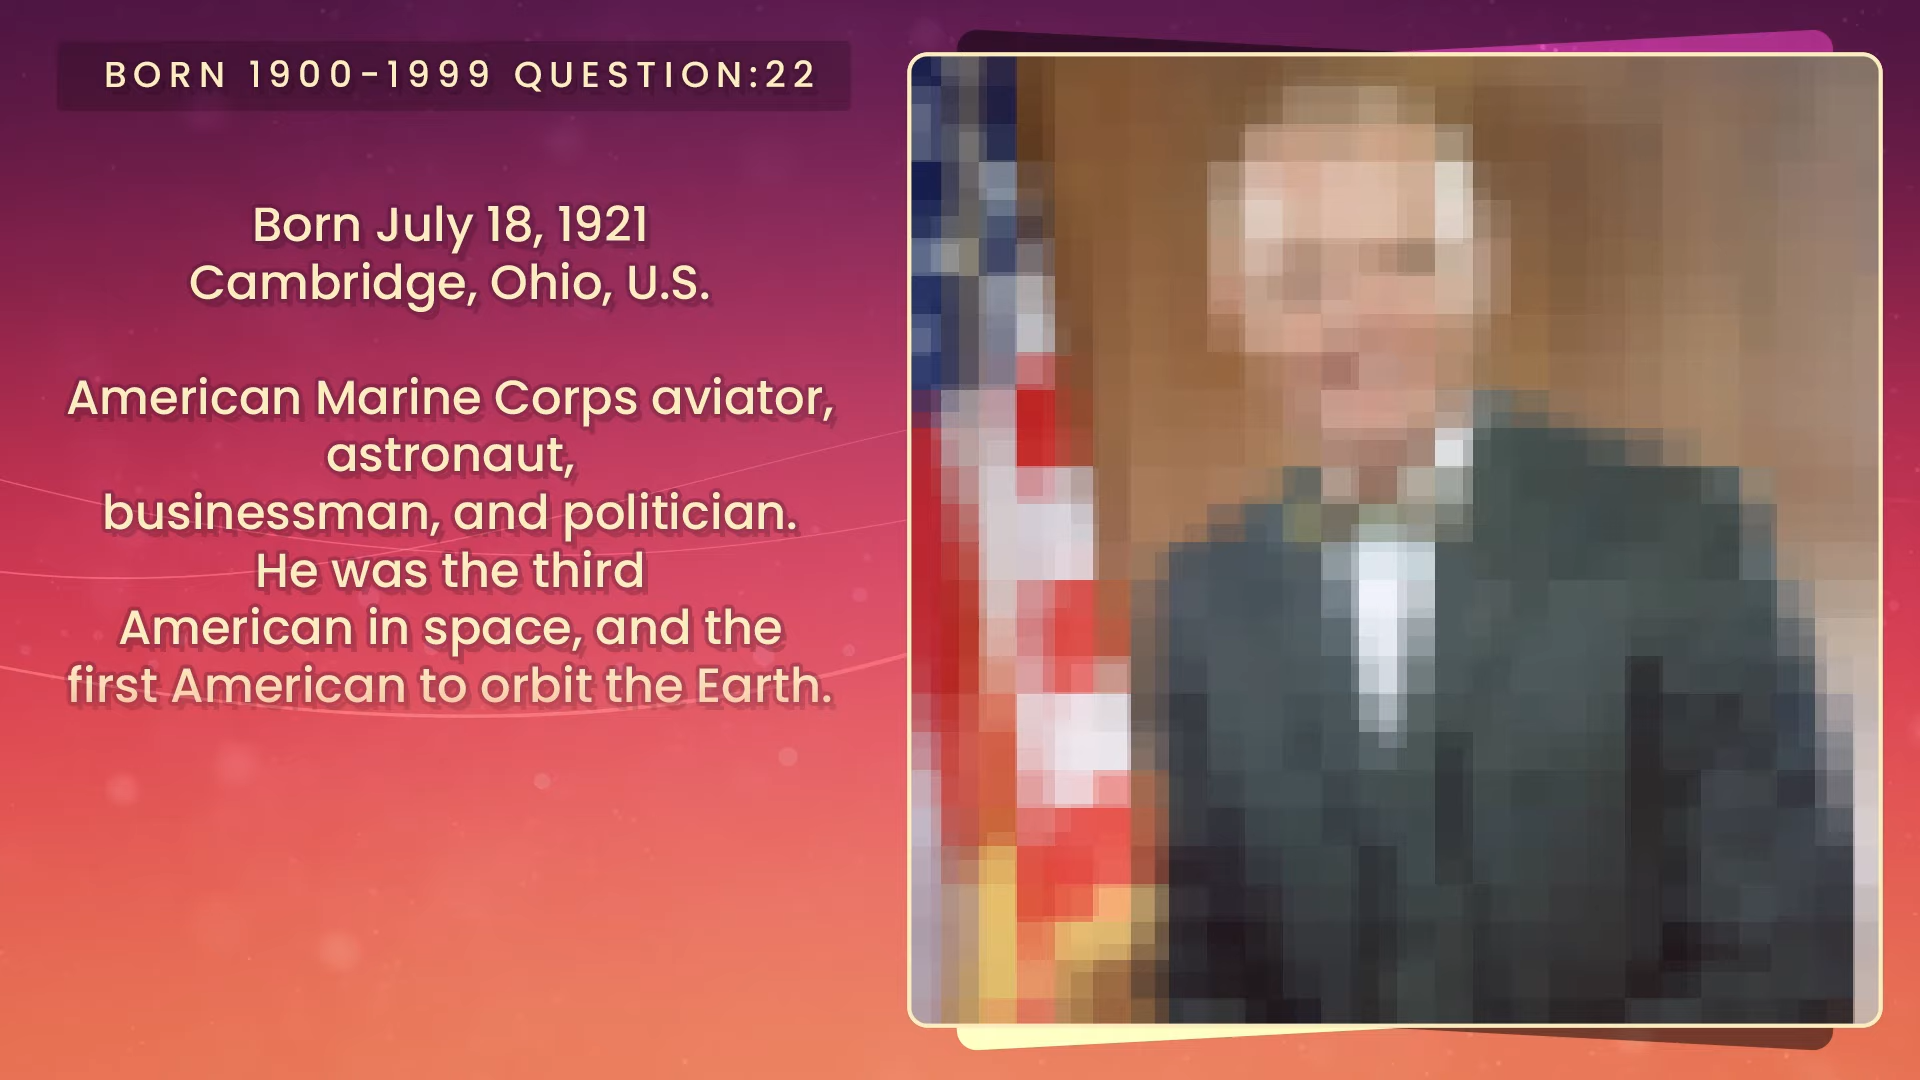 BORN 1900-1999 QUESTION:22
Born July 18, 1921
Cambridge, Ohio, U.S.
American Marine Corps aviator,
astronaut,
businessman, and politician.
He was the third
American in space, and the
first American to orbit the Earth.